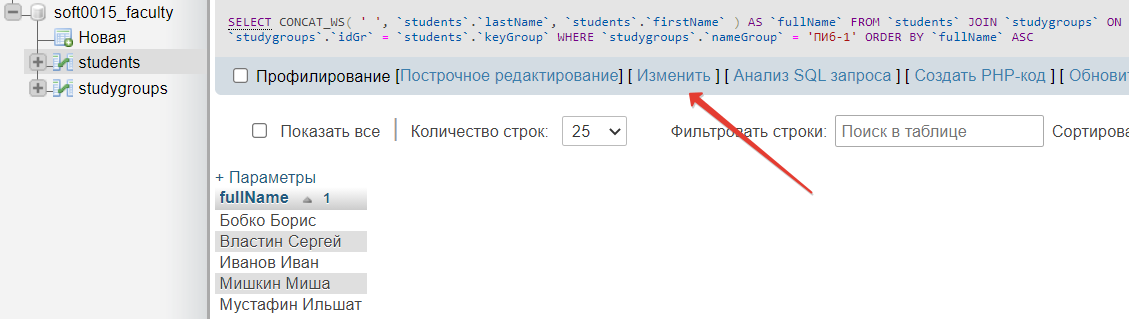 soft0015_faculty
Новая
students
studygroups
SELECT CONCAT_WS( ' ', `students`.`lastName`, `students`.`firstName` ) AS `fullName` FROM `students` JOIN `studygroups` ON
`studygroups`.`idGr` = `students`.`keyGroup` WHERE `studygroups`.`nameGroup` = 'ПИб-1' ORDER BY `fullName` ASC
Профилирование [Построчное редактирование] [ Изменить ] [ Анализ SQL запроса ] [ Создать PHP-код ] [ Обновит
Показать все | Количество строк: 25 Фильтровать строки: Поиск в таблице Сортирова
+ Параметры
fullName 1
Бобко Борис
Властин Сергей
Иванов Иван
Мишкин Миша
Мустафин Ильшат